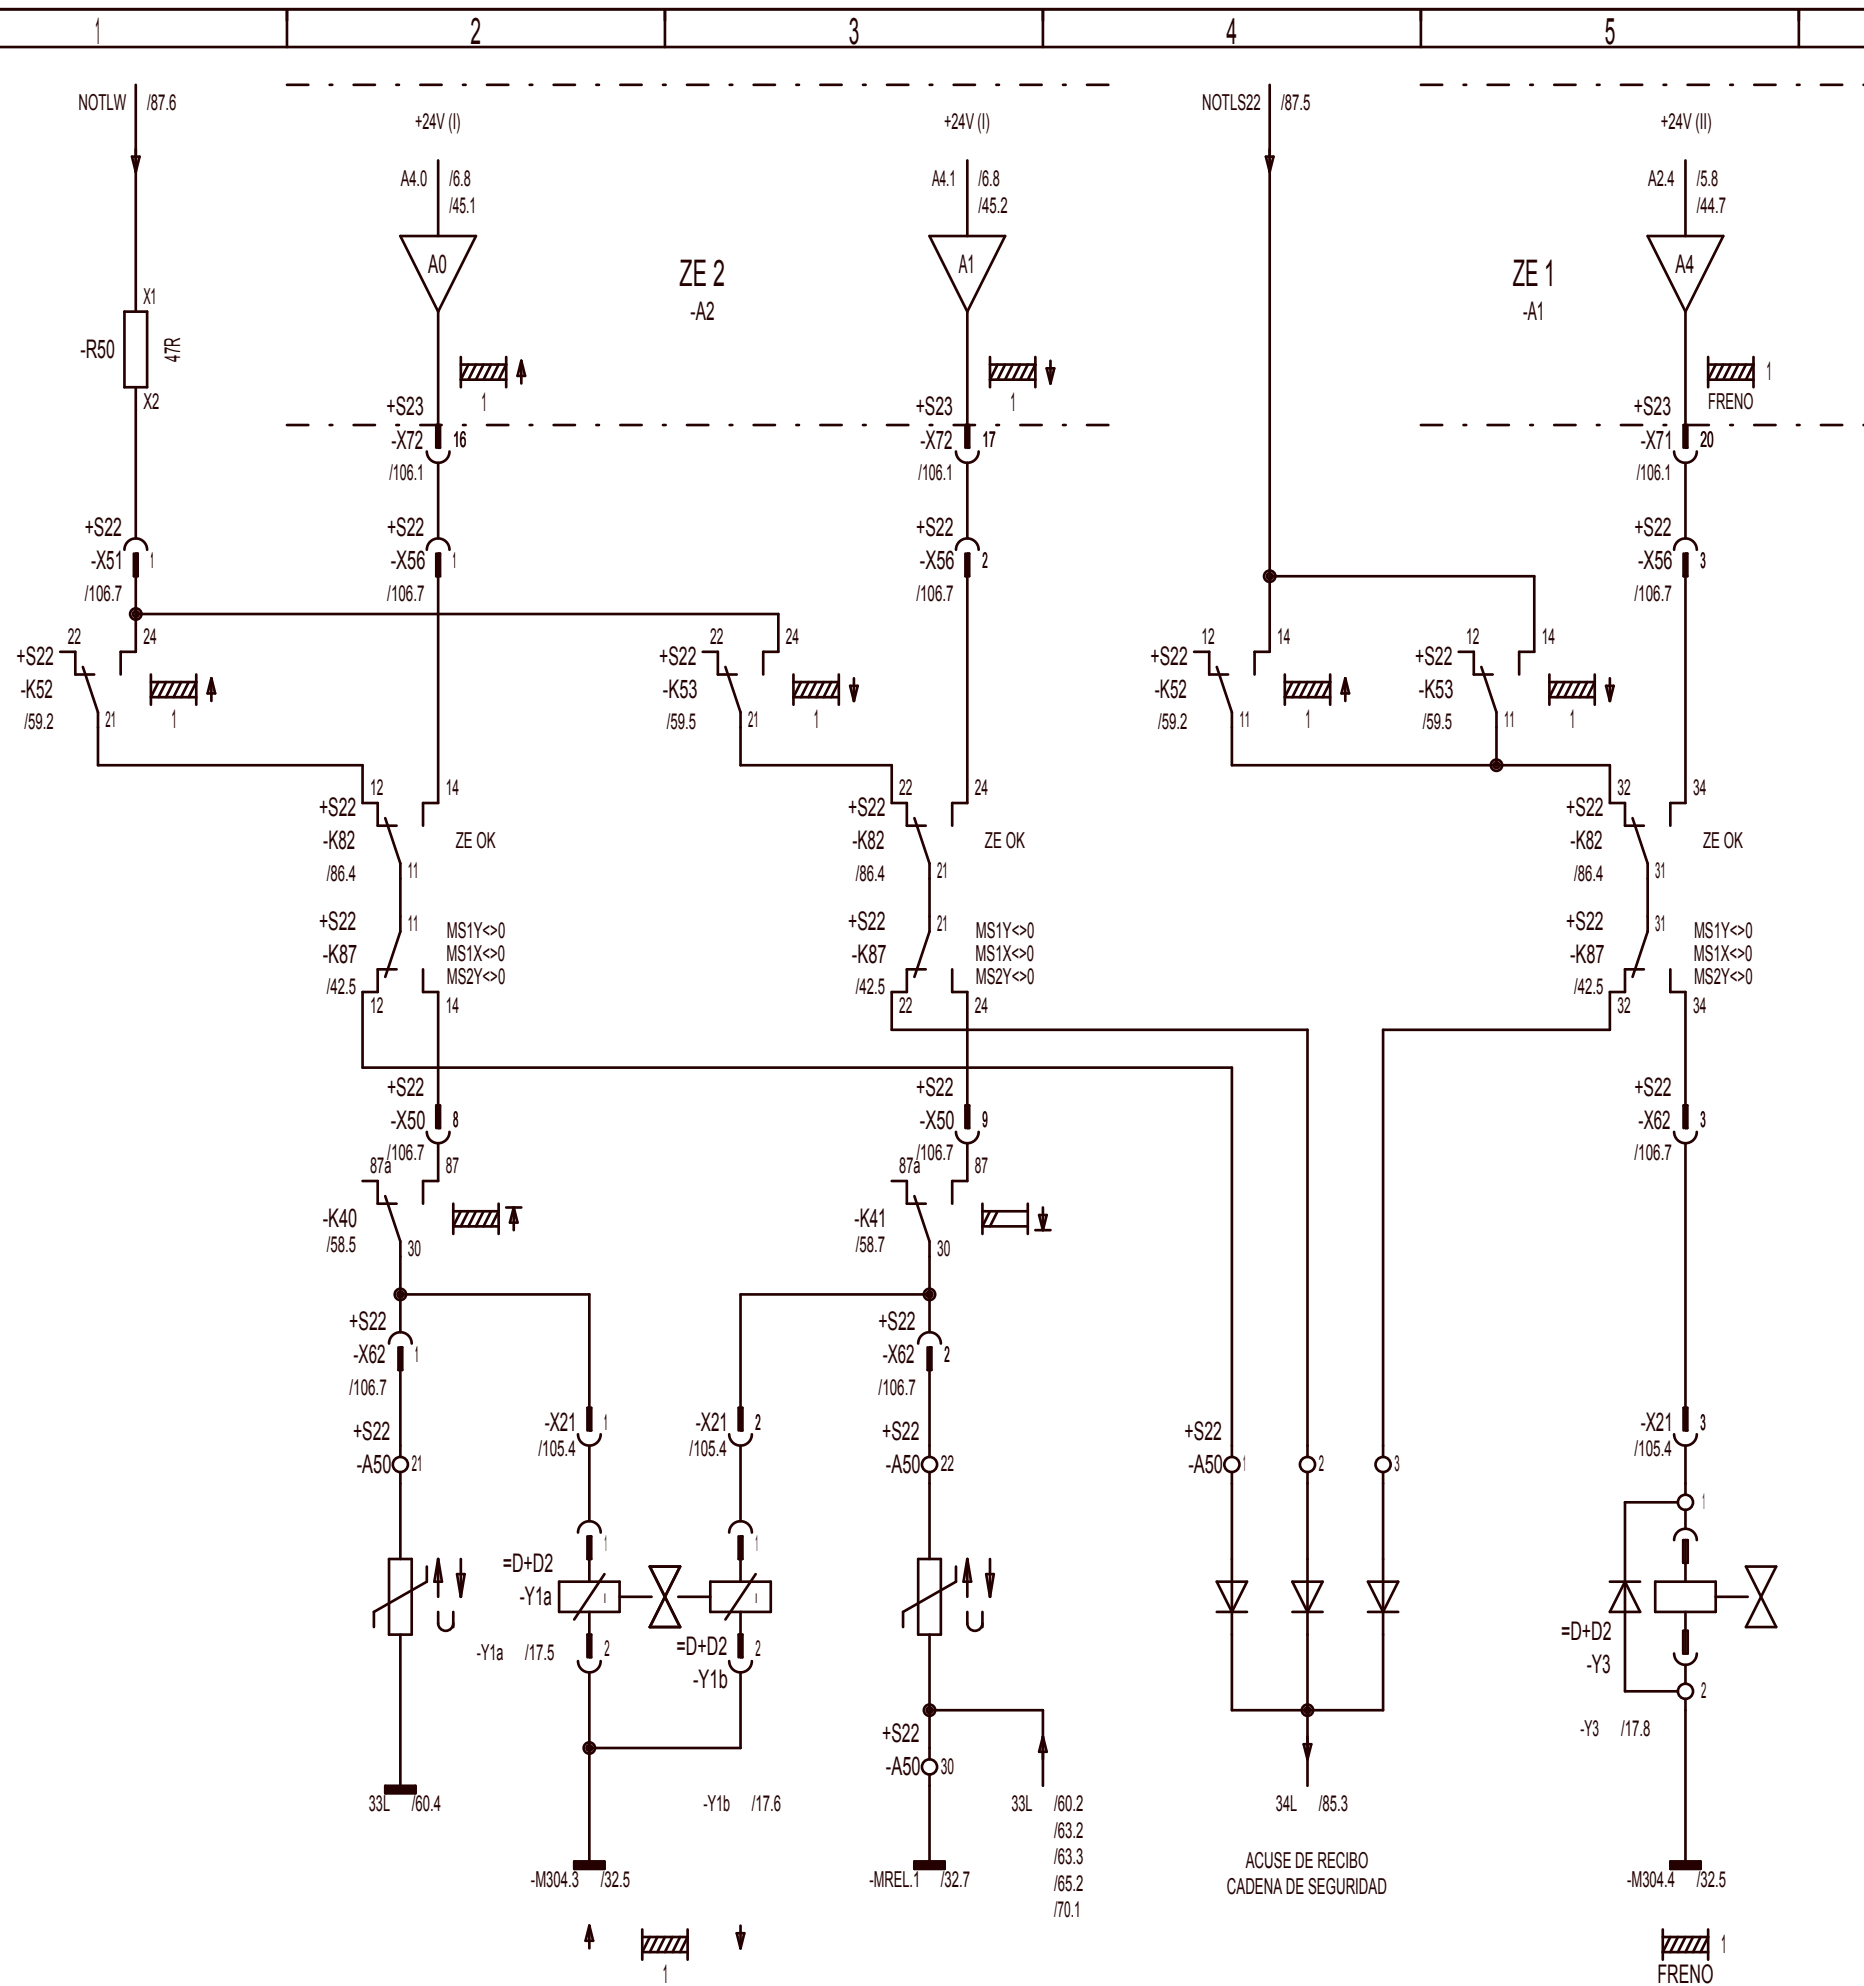 1 2 3 4 5
NOTLW /87.6
+24V (I)
+24V (I)
NOTLS22 /87.5
+24V (II)
A4.0 /6.8
/45.1
A4.1 /6.8
/45.2
A2.4 /5.8
/44.7
A0
ZE 2
-A2
A1
ZE 1
-A1
A4
X1
-R50
47R
X2
1
1
1
FRENO
+S23
-X72 16
/106.1
+S23
-X72 17
/106.1
+S23
-X71 20
/106.1
+S22
-X51 1
/106.7
+S22
-X56 1
/106.7
+S22
-X56 2
/106.7
+S22
-X56 3
/106.7
22 24
+S22
-K52
/59.2
21
1
22 24
+S22
-K53
/59.5
21
1
12 14
+S22
-K52
/59.2
11
1
12 14
+S22
-K53
/59.5
11
1
12 14
+S22
-K82
/86.4
ZE OK
11
22 24
+S22
-K82
/86.4
ZE OK
21
32 34
+S22
-K82
/86.4
ZE OK
31
+S22
-K87
/42.5
11
12 14
MS1Y<>0
MS1X<>0
MS2Y<>0
+S22
-K87
/42.5
21
22 24
MS1Y<>0
MS1X<>0
MS2Y<>0
+S22
-K87
/42.5
31
32 34
MS1Y<>0
MS1X<>0
MS2Y<>0
+S22
-X50 8
/106.7
+S22
-X50 9
/106.7
+S22
-X62 3
/106.7
87a 87
-K40
/58.5
30
87a 87
-K41
/58.7
30
+S22
-X62 1
/106.7
+S22
-X62 2
/106.7
+S22
-A50 21
-X21 1
/105.4
-X21 2
/105.4
+S22
-A50 22
+S22
-A50 1 2 3
-X21 3
/105.4
1
1
1
=D+D2
-Y1a
-Y1a /17.5
2
=D+D2
-Y1b
2
=D+D2
-Y3
2
-Y3 /17.8
+S22
-A50 30
33L /60.4
-Y1b /17.6
33L /60.2
/63.2
/63.3
/65.2
/70.1
34L /85.3
ACUSE DE RECIBO
CADENA DE SEGURIDAD
-M304.3 /32.5
-MREL.1 /32.7
-M304.4 /32.5
1
1
FRENO